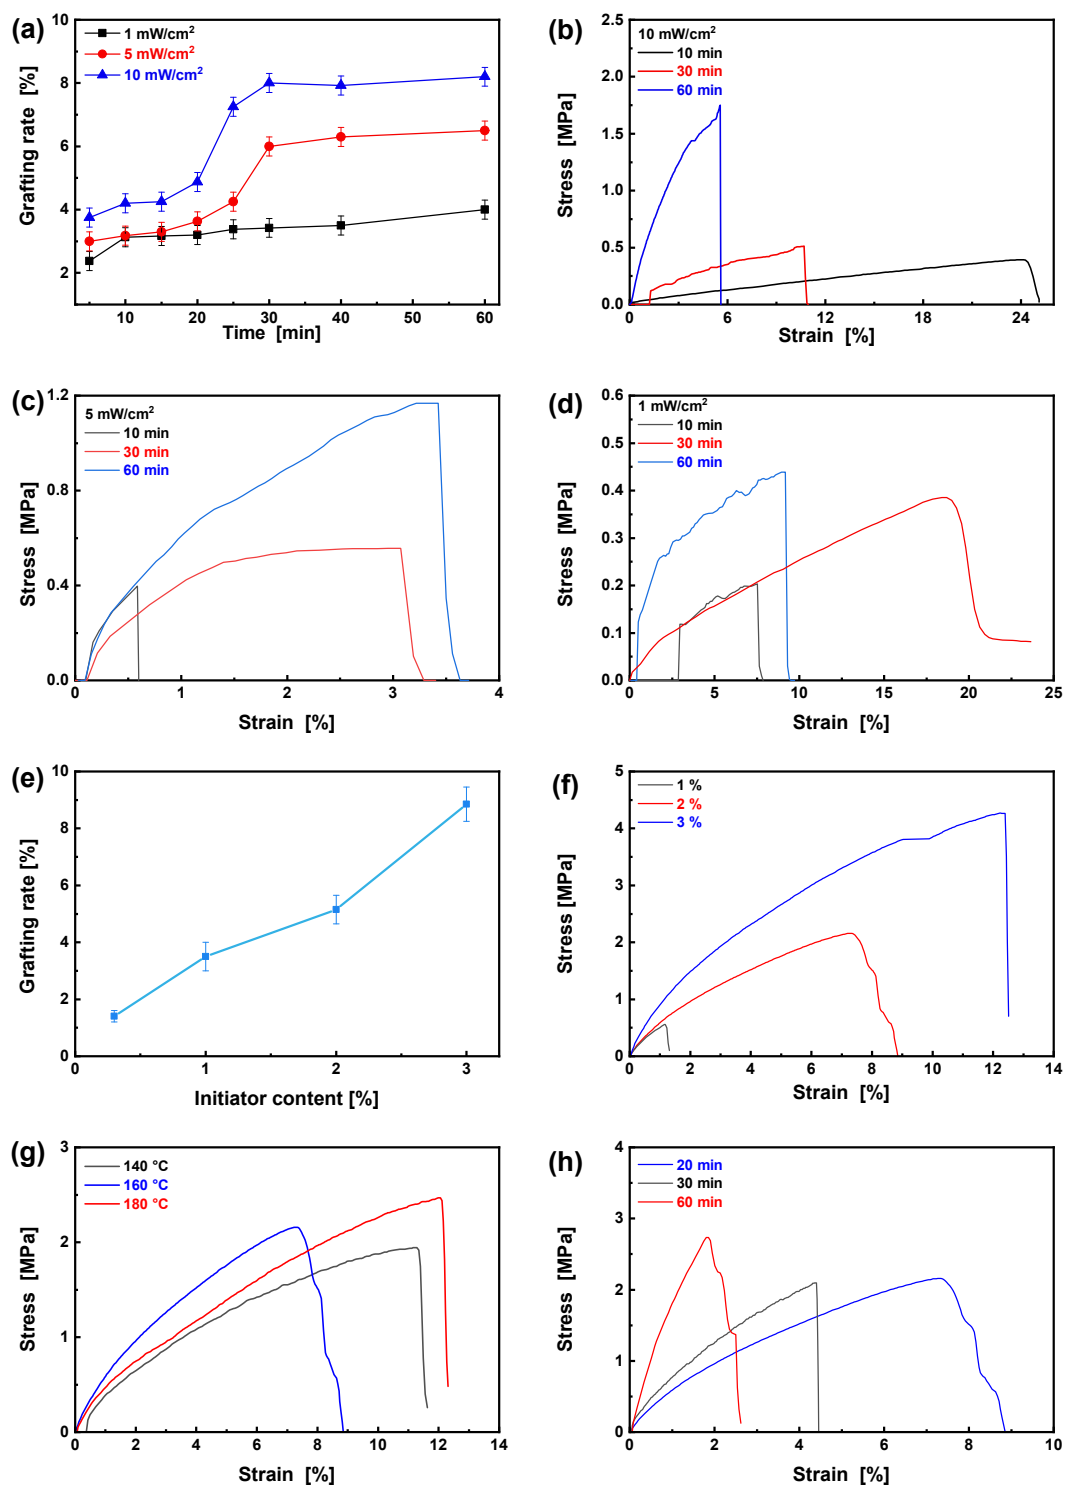 (a)
1 mW/cm²
5 mW/cm²
10 mW/cm²
10
8
6
4
2
Grafting rate [%]
10 20 30 40 50 60
Time [min]
(b)
10 mW/cm²
10 min
30 min
60 min
2.5
2.0
1.5
1.0
0.5
0.0
Stress [MPa]
0 6 12 18 24
Strain [%]
(c)
5 mW/cm²
10 min
30 min
60 min
1.2
0.8
0.4
0.0
Stress [MPa]
0 1 2 3 4
Strain [%]
(d)
1 mW/cm²
10 min
30 min
60 min
0.6
0.5
0.4
0.3
0.2
0.1
0.0
Stress [MPa]
0 5 10 15 20 25
Strain [%]
(e)
10
8
6
4
2
0
Grafting rate [%]
0 1 2 3
Initiator content [%]
(f)
1 %
2 %
3 %
5
4
3
2
1
0
Stress [MPa]
0 2 4 6 8 10 12 14
Strain [%]
(g)
140 °C
160 °C
180 °C
3
2
1
0
Stress [MPa]
0 2 4 6 8 10 12 14
Strain [%]
(h)
20 min
30 min
60 min
4
3
2
1
0
Stress [MPa]
0 2 4 6 8 10
Strain [%]